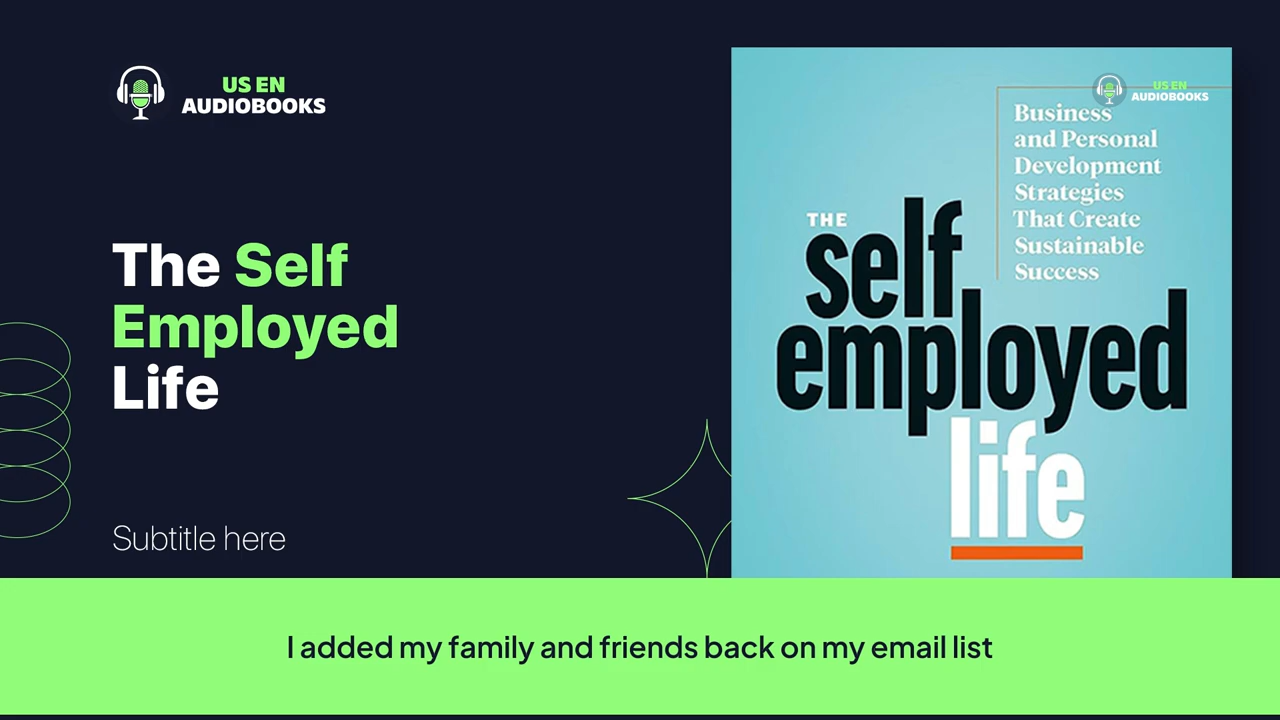 US EN
AUDIOBOOKS
The Self
Employed
Life
Subtitle here
US EN
AUDIOBOOKS
Business
and Personal
Development
Strategies
That Create
Sustainable
Success
THE
self
employed
life
I added my family and friends back on my email list